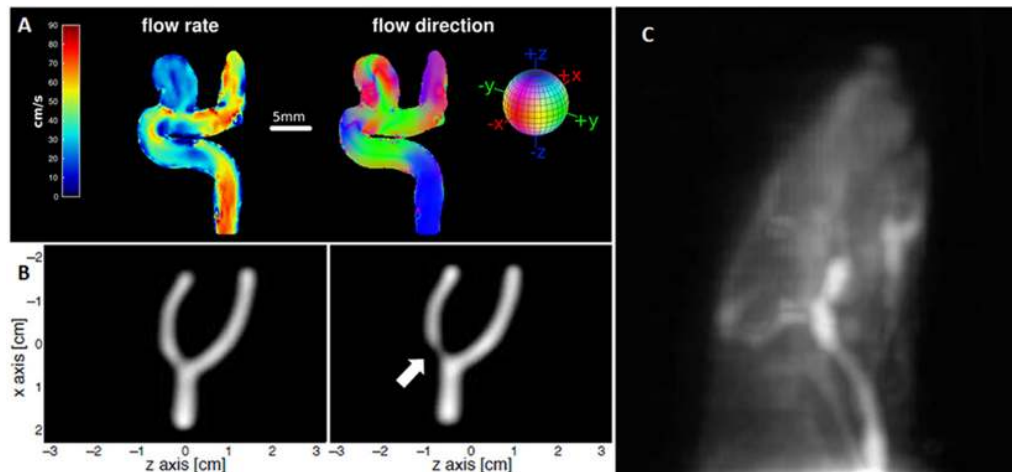 A
flow rate
flow direction
C
90
80
70
60
50
40
30
20
10
0
cm/s
5mm
+z
+x
-y
-x
+y
-z
B
−2
−1
0
1
2
x axis [cm]
−3 −2 −1 0 1 2 3
z axis [cm]
−3 −2 −1 0 1 2 3
z axis [cm]